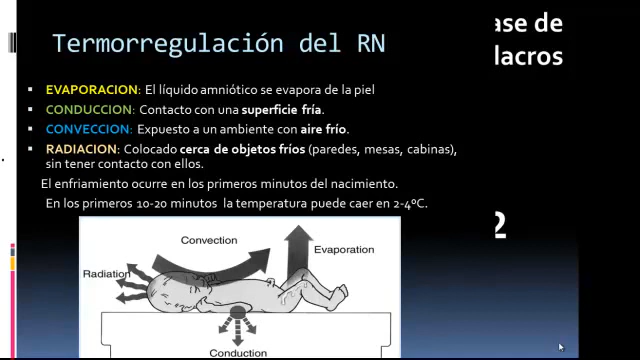 Termorregulación del RN
EVAPORACION: El líquido amniótico se evapora de la piel
CONDUCCION: Contacto con una superficie fría.
CONVECCION: Expuesto a un ambiente con aire frío.
RADIACION: Colocado cerca de objetos fríos (paredes, mesas, cabinas),
sin tener contacto con ellos.
El enfriamiento ocurre en los primeros minutos del nacimiento.
En los primeros 10-20 minutos la temperatura puede caer en 2-4ºC.
Convection
Evaporation
Radiation
Conduction
de
lacros
2